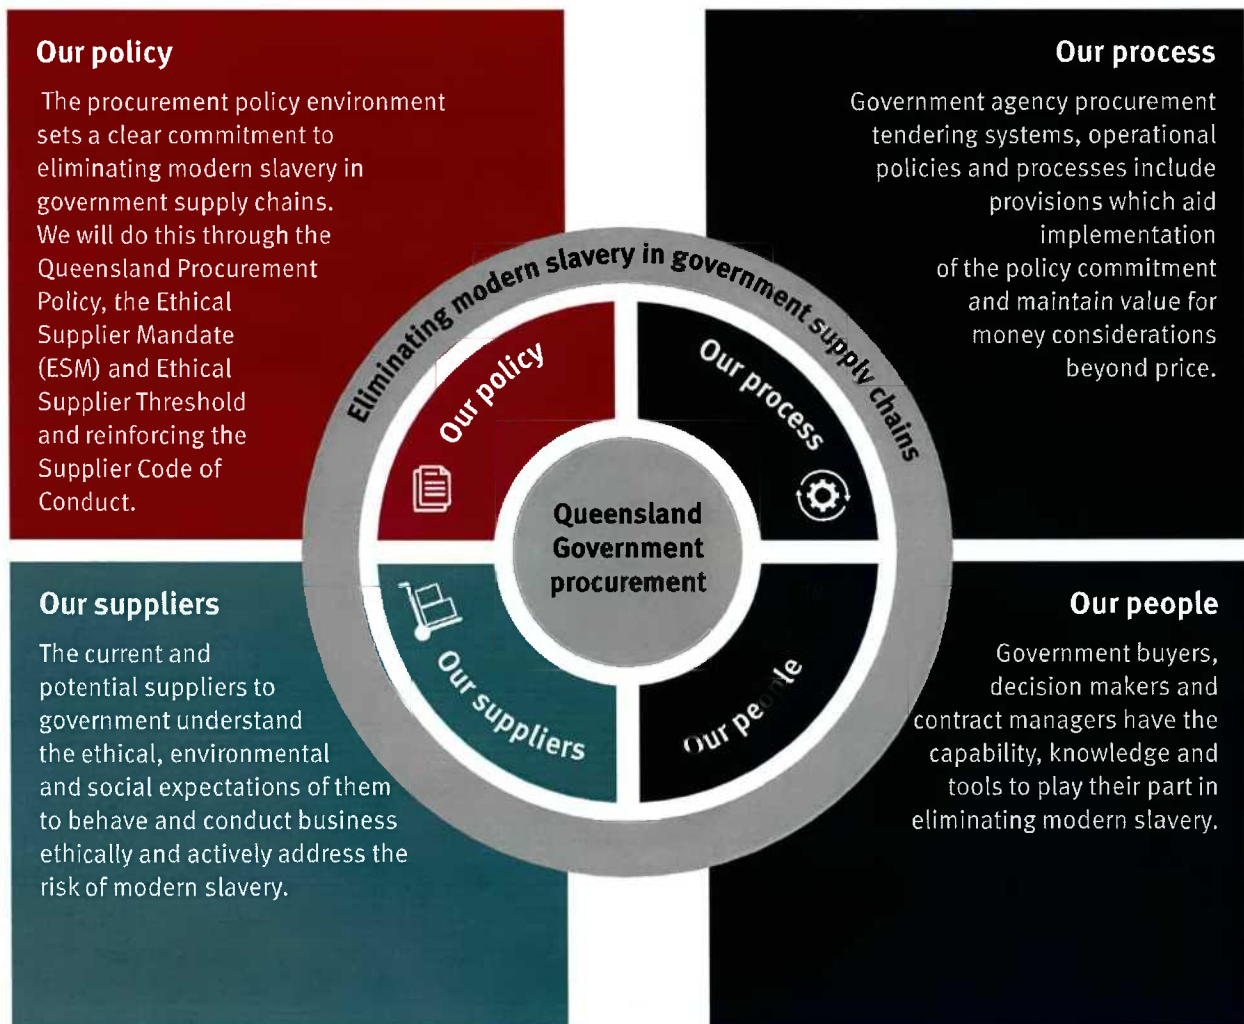 Our policy
The procurement policy environment
sets a clear commitment to
eliminating modern slavery in
government supply chains.
We will do this through the
Queensland Procurement
Policy, the Ethical
Supplier Mandate
(ESM) and Ethical
Supplier Threshold
and reinforcing the
Supplier Code of
Conduct.
Our process
Government agency procurement
tendering systems, operational
policies and processes include
provisions which aid
implementation
of the policy commitment
and maintain value for
money considerations
beyond price.
Eliminating modern slavery in government supply chains
Our policy
Our process
Queensland
Government
procurement
Our suppliers
Our people
Our suppliers
The current and
potential suppliers to
government understand
the ethical, environmental
and social expectations of them
to behave and conduct business
ethically and actively address the
risk of modern slavery.
Our people
Government buyers,
decision makers and
contract managers have the
capability, knowledge and
tools to play their part in
eliminating modern slavery.